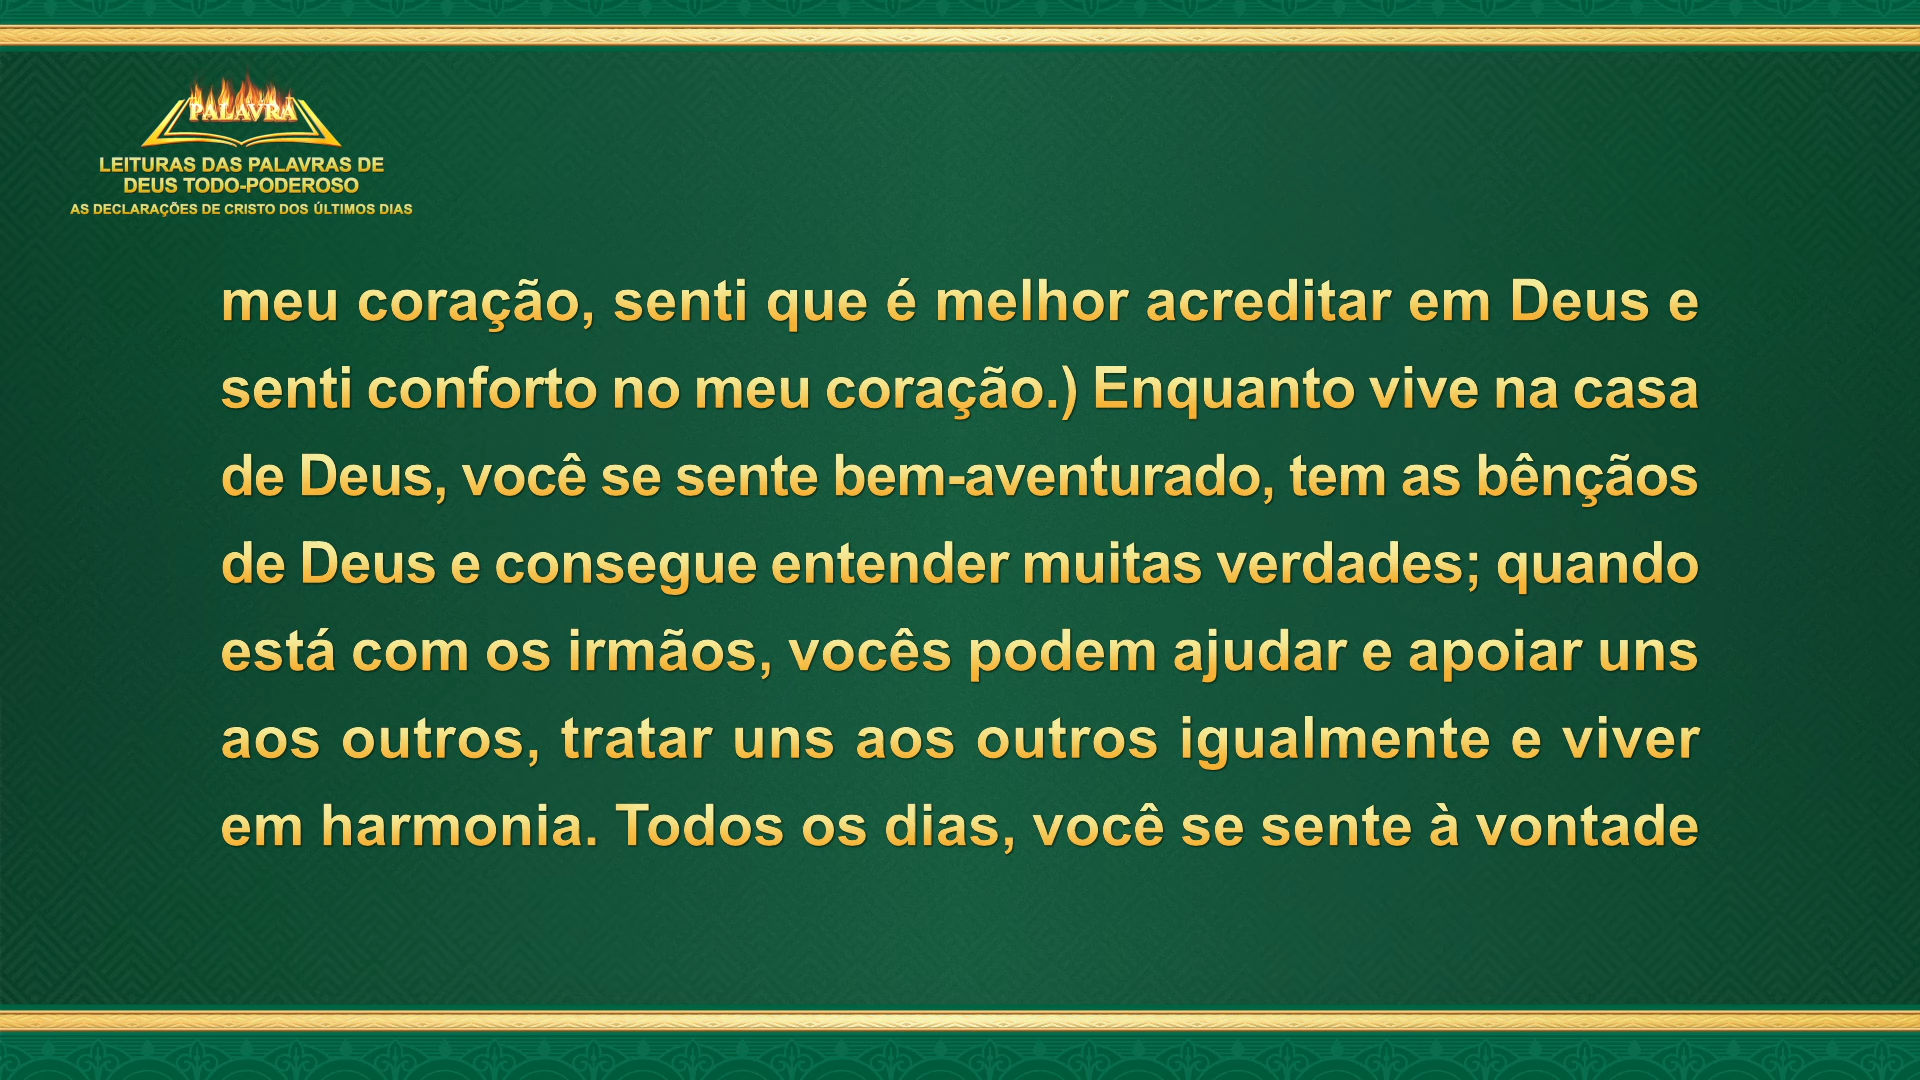 PALAVRA
LEITURAS DAS PALAVRAS DE
DEUS TODO-PODEROSO
AS DECLARAÇÕES DE CRISTO DOS ÚLTIMOS DIAS
meu coração, senti que é melhor acreditar em Deus e
senti conforto no meu coração.) Enquanto vive na casa
de Deus, você se sente bem-aventurado, tem as bênçãos
de Deus e consegue entender muitas verdades; quando
está com os irmãos, vocês podem ajudar e apoiar uns
aos outros, tratar uns aos outros igualmente e viver
em harmonia. Todos os dias, você se sente à vontade